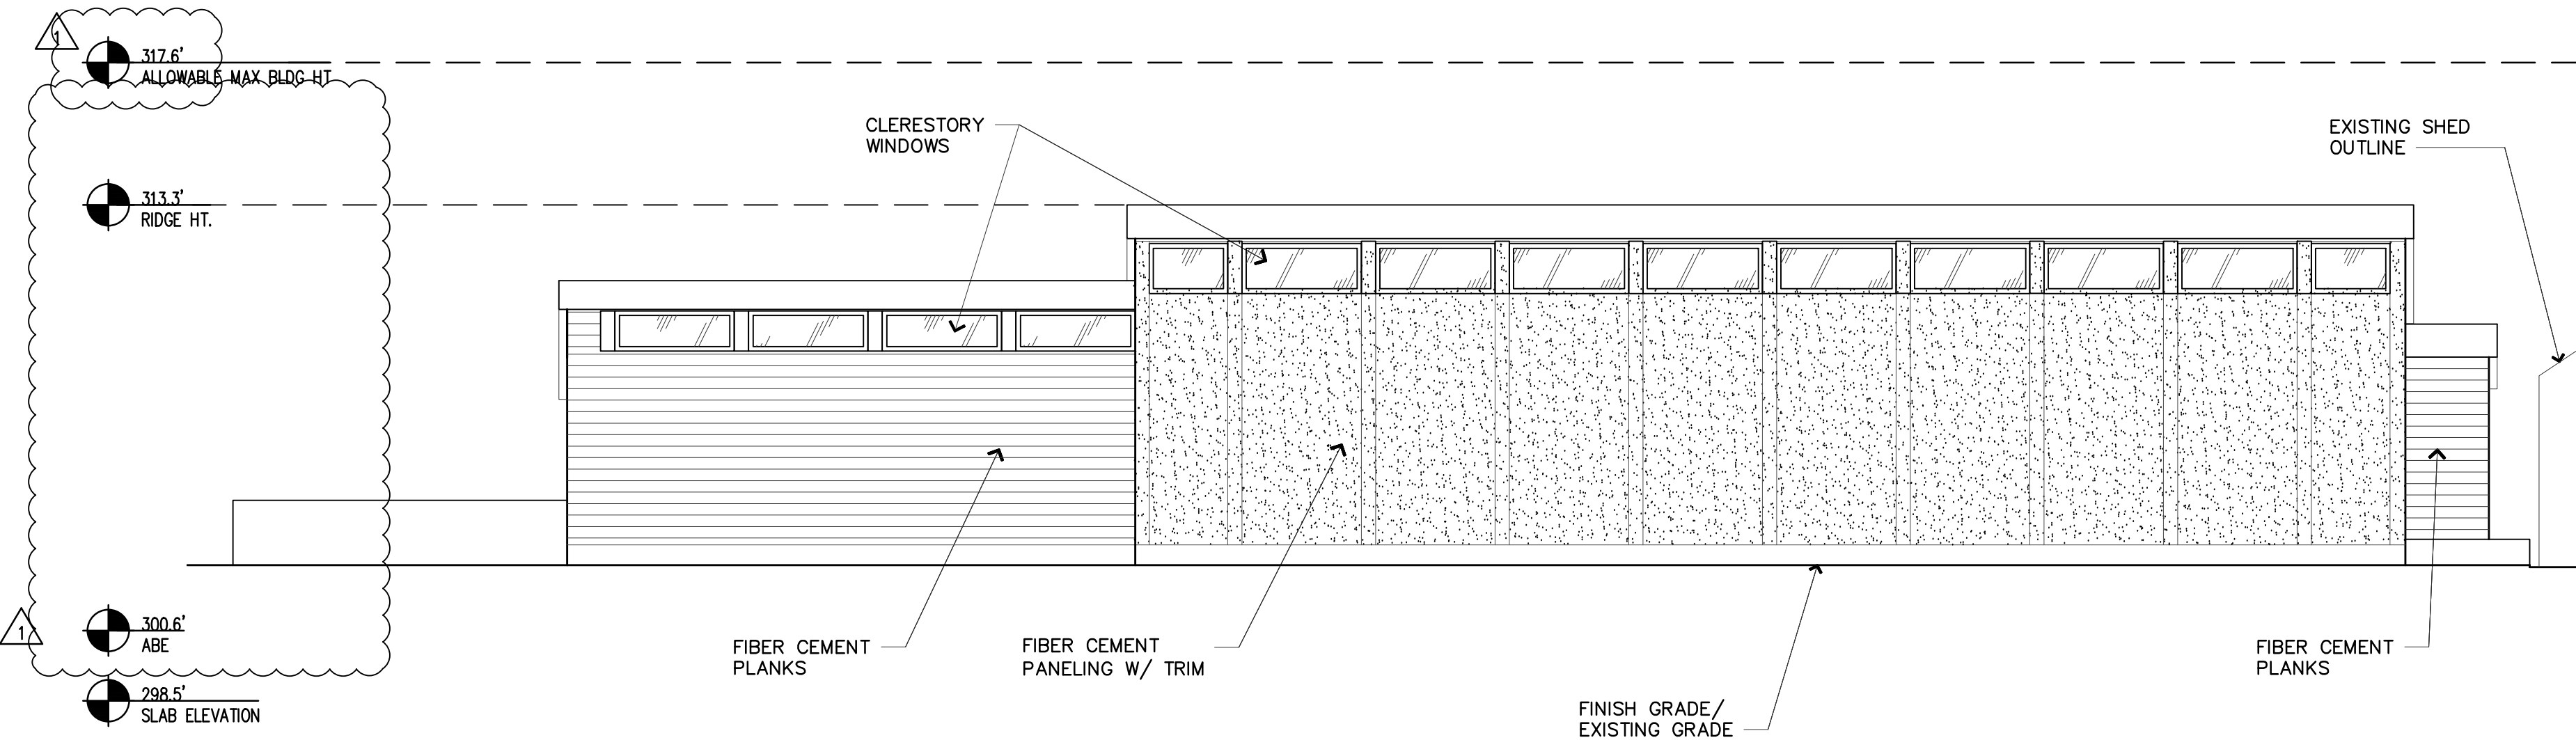 1
317.6'
ALLOWABLE MAX BLDG HT
CLERESTORY
WINDOWS
EXISTING SHED
OUTLINE
313.3'
RIDGE HT.
1
300.6'
ABE
FIBER CEMENT
PLANKS
FIBER CEMENT
PANELING W/ TRIM
FIBER CEMENT
PLANKS
298.5'
SLAB ELEVATION
FINISH GRADE/
EXISTING GRADE